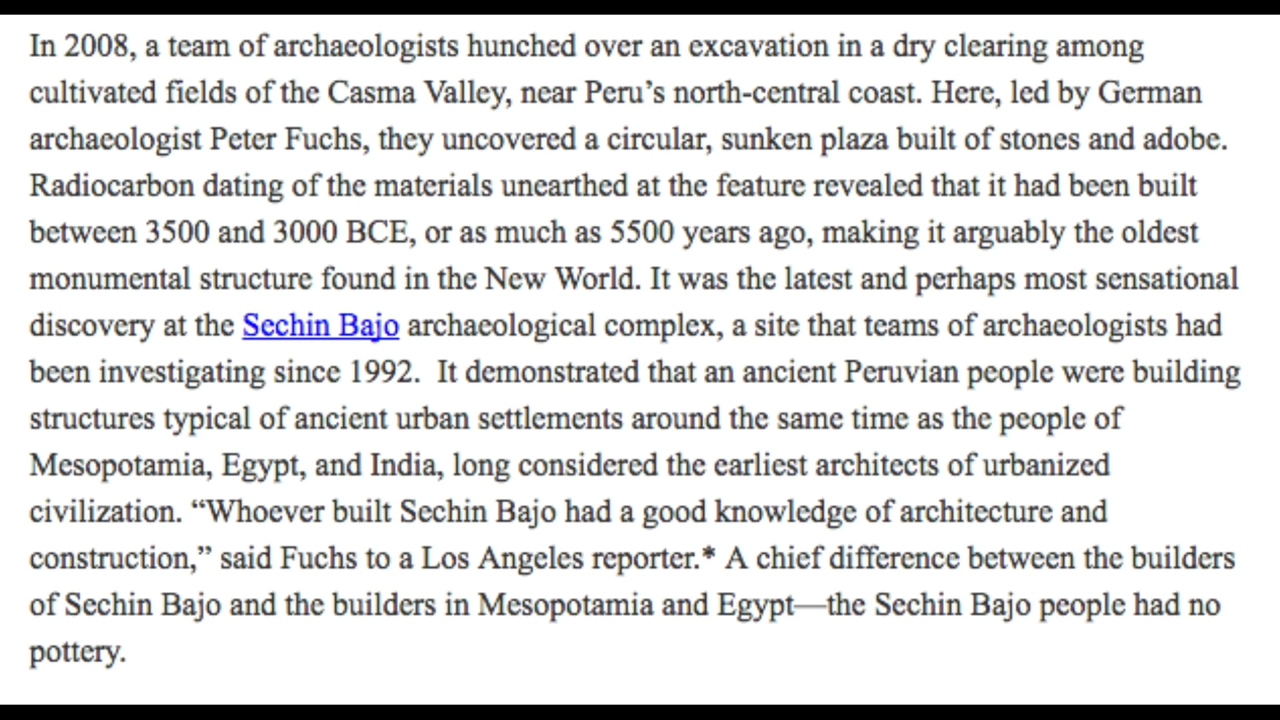 In 2008, a team of archaeologists hunched over an excavation in a dry clearing among
cultivated fields of the Casma Valley, near Peru’s north-central coast. Here, led by German
archaeologist Peter Fuchs, they uncovered a circular, sunken plaza built of stones and adobe.
Radiocarbon dating of the materials unearthed at the feature revealed that it had been built
between 3500 and 3000 BCE, or as much as 5500 years ago, making it arguably the oldest
monumental structure found in the New World. It was the latest and perhaps most sensational
discovery at the Sechin Bajo archaeological complex, a site that teams of archaeologists had
been investigating since 1992.  It demonstrated that an ancient Peruvian people were building
structures typical of ancient urban settlements around the same time as the people of
Mesopotamia, Egypt, and India, long considered the earliest architects of urbanized
civilization. “Whoever built Sechin Bajo had a good knowledge of architecture and
construction,” said Fuchs to a Los Angeles reporter.* A chief difference between the builders
of Sechin Bajo and the builders in Mesopotamia and Egypt—the Sechin Bajo people had no
pottery.